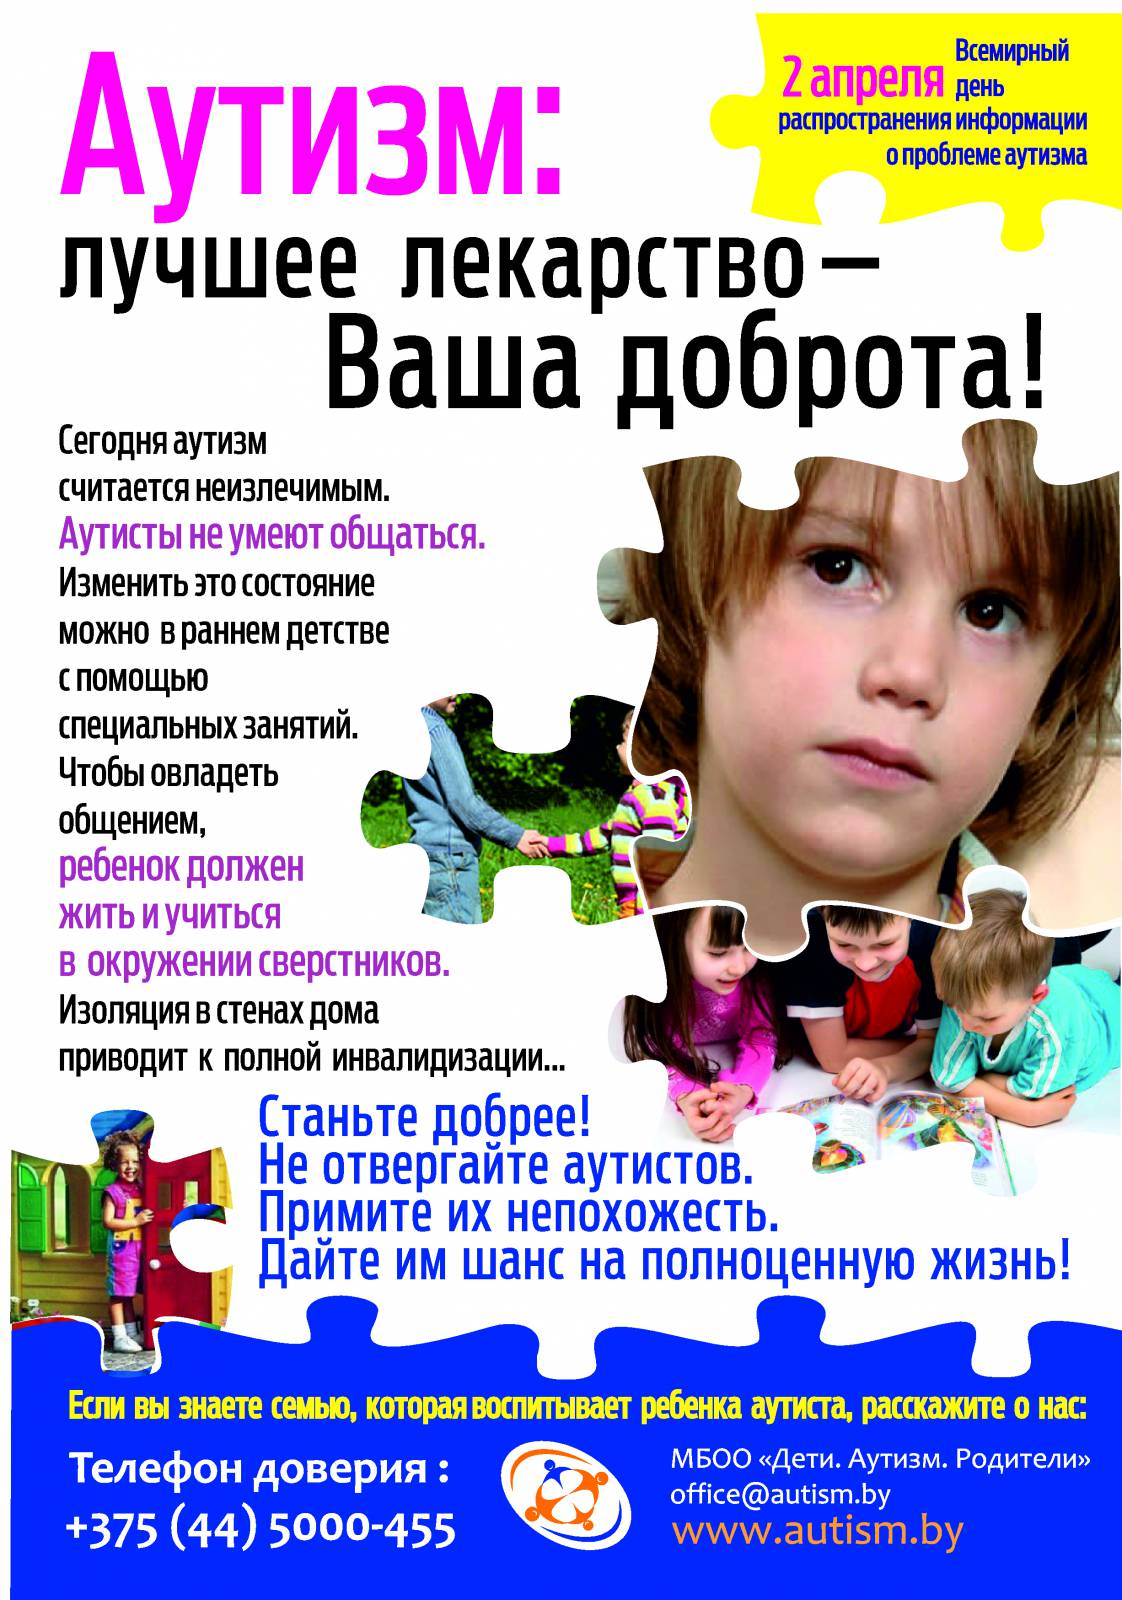 Аутизм:
2 апреля Всемирный
день
распространения информации
о проблеме аутизма
лучшее лекарство –
Ваша доброта!
Сегодня аутизм
считается неизлечимым.
Аутисты не умеют общаться.
Изменить это состояние
можно в раннем детстве
с помощью
специальных занятий.
Чтобы овладеть
общением,
ребенок должен
жить и учиться
в окружении сверстников.
Изоляция в стенах дома
приводит к полной инвалидизации...
Станьте добрее!
Не отвергайте аутистов.
Примите их непохожесть.
Дайте им шанс на полноценную жизнь!
Если вы знаете семью, которая воспитывает ребенка аутиста, расскажите о нас:
Телефон доверия :
+375 (44) 5000-455
МБОО «Дети. Аутизм. Родители»
office@autism.by
www.autism.by